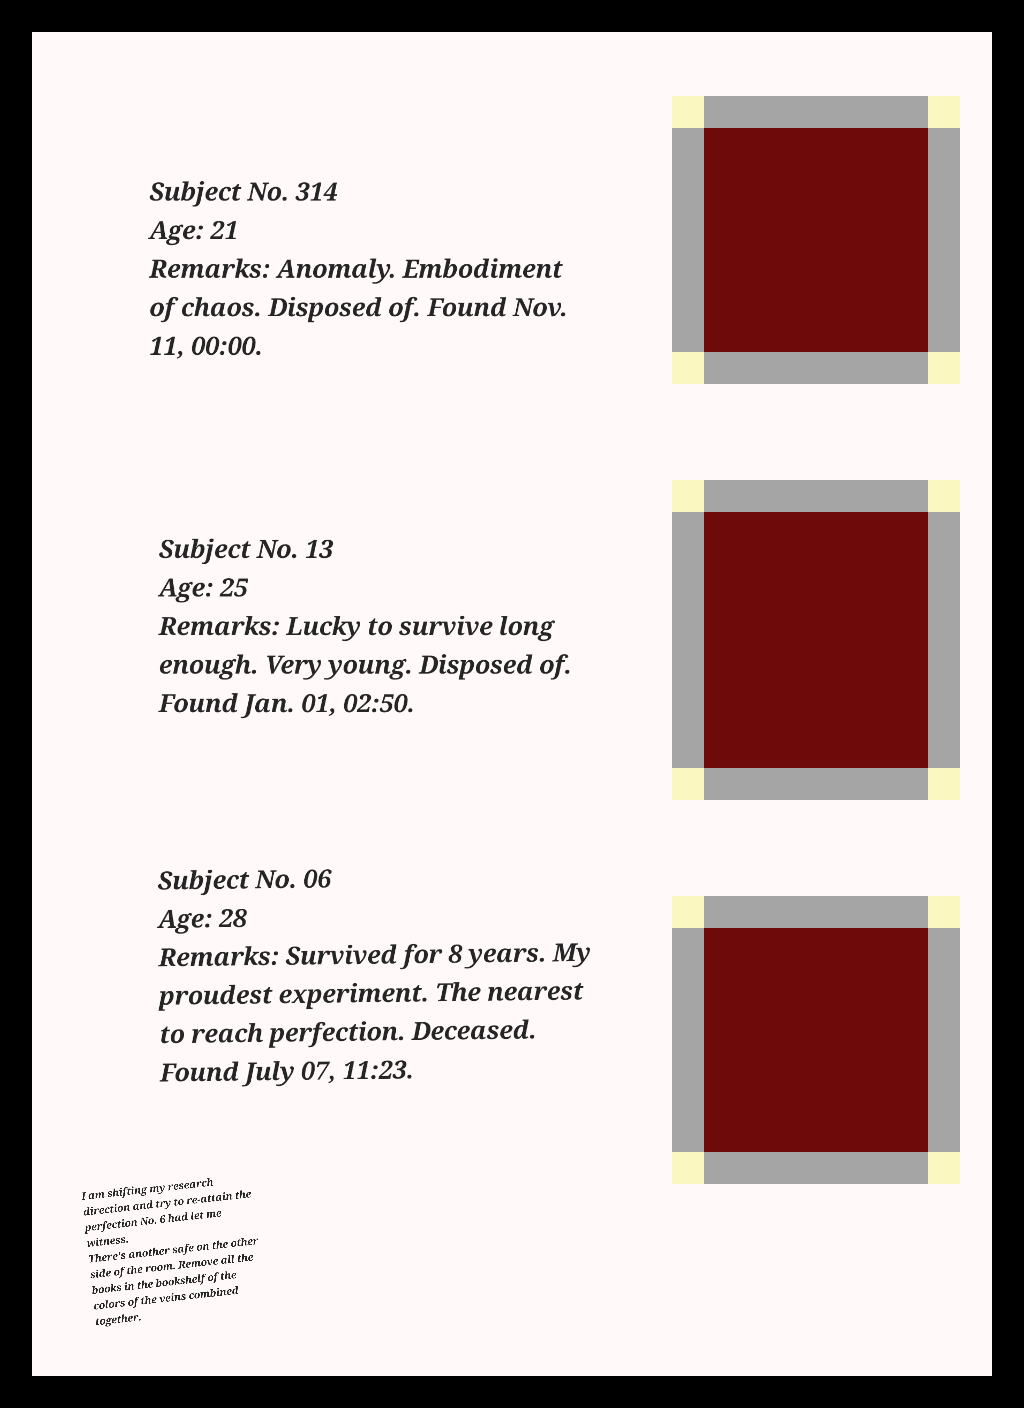 Subject No. 314
Age: 21
Remarks: Anomaly. Embodiment
of chaos. Disposed of. Found Nov.
11, 00:00.
Subject No. 13
Age: 25
Remarks: Lucky to survive long
enough. Very young. Disposed of.
Found Jan. 01, 02:50.
Subject No. 06
Age: 28
Remarks: Survived for 8 years. My
proudest experiment. The nearest
to reach perfection. Deceased.
Found July 07, 11:23.
I am shifting my research
direction and try to re-attain the
perfection No. 6 had let me
witness.
There's another safe on the other
side of the room. Remove all the
books in the bookshelf of the
colors of the veins combined
together.